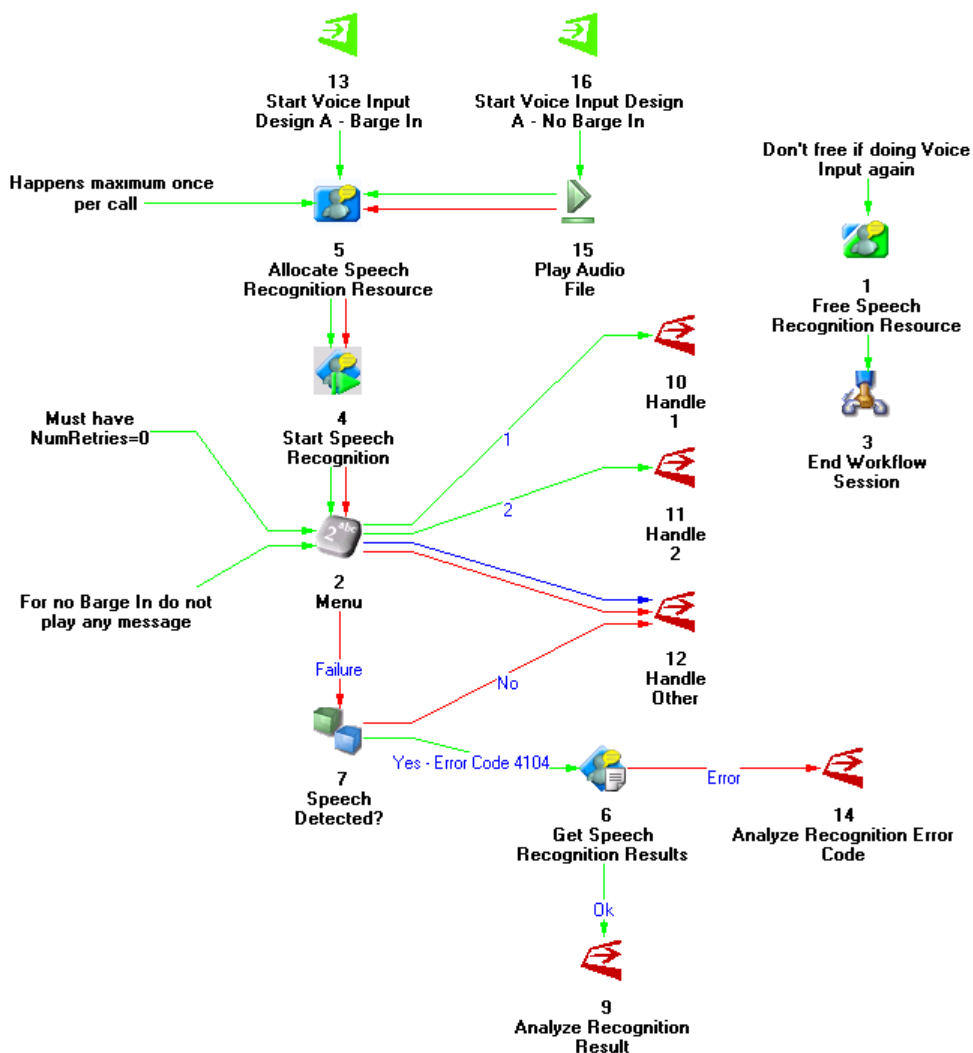 13
Start Voice Input
Design A - Barge In
16
Start Voice Input Design
A - No Barge In
Don't free if doing Voice
Input again
Happens maximum once
per call
5
Allocate Speech
Recognition Resource
15
Play Audio
File
1
Free Speech
Recognition Resource
10
Handle
1
Must have
NumRetries=0
4
Start Speech
Recognition
1
3
End Workflow
Session
2
11
Handle
2
2abc
For no Barge In do not
play any message
2
Menu
12
Handle
Other
Failure
No
Yes - Error Code 4104
7
Speech
Detected?
Error
6
Get Speech
Recognition Results
14
Analyze Recognition Error
Code
Ok
9
Analyze Recognition
Result